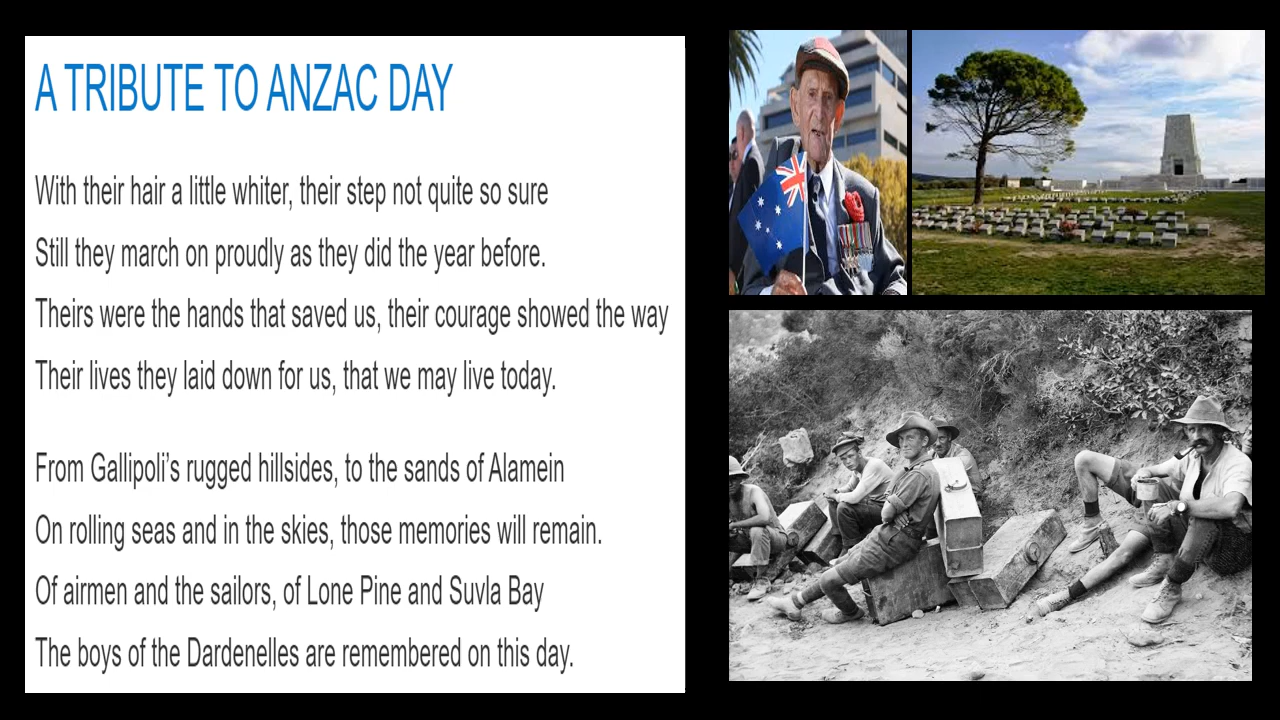 A TRIBUTE TO ANZAC DAY
With their hair a little whiter, their step not quite so sure
Still they march on proudly as they did the year before.
Theirs were the hands that saved us, their courage showed the way
Their lives they laid down for us, that we may live today.
From Gallipoli’s rugged hillsides, to the sands of Alamein
On rolling seas and in the skies, those memories will remain.
Of airmen and the sailors, of Lone Pine and Suvla Bay
The boys of the Dardenelles are remembered on this day.